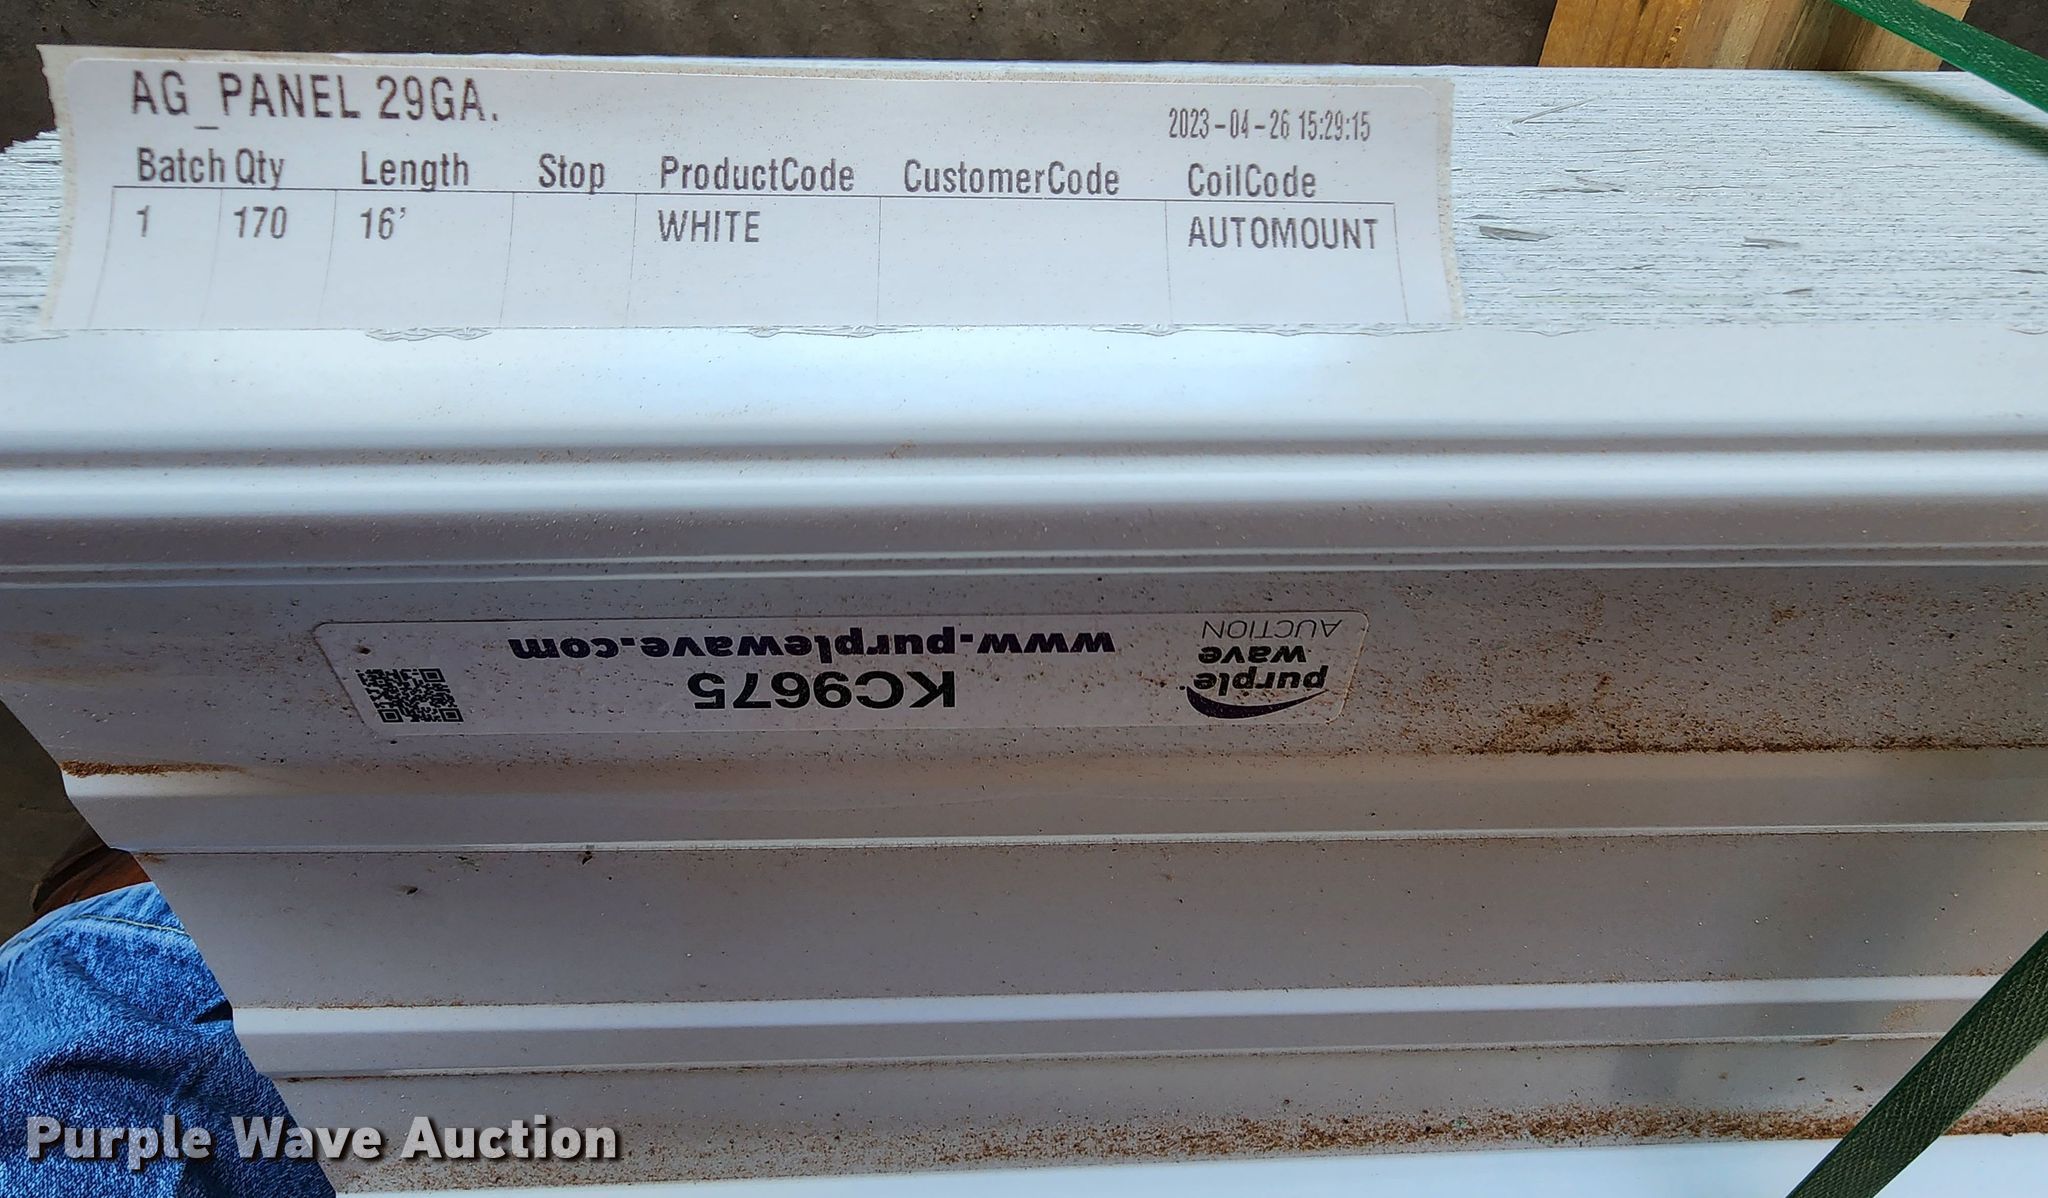 AG_PANEL 29GA.
2023-04-26 15:29:15
Batch Qty Length Stop ProductCode CustomerCode CoilCode
1 170 16' WHITE AUTOMOUNT
purple
wave
AUCTION
KC9675
www.purplewave.com
Purple Wave Auction